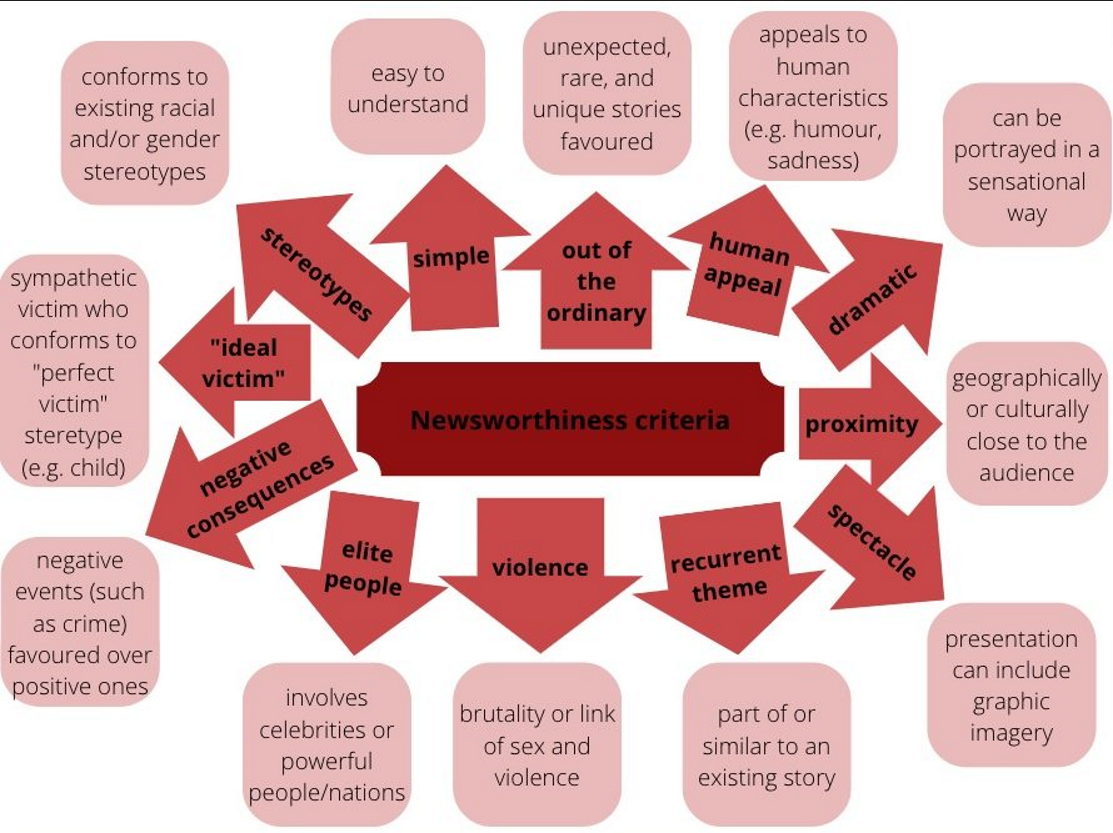 conforms to
existing racial
and/or gender
stereotypes
easy to
understand
unexpected,
rare, and
unique stories
favoured
appeals to
human
characteristics
(e.g. humour,
sadness)
can be
portrayed in a
sensational
way
stereotypes
simple
out of
the
ordinary
human
appeal
dramatic
sympathetic
victim who
conforms to
"perfect
victim"
steretype
(e.g. child)
"ideal
victim"
Newsworthiness criteria
proximity
geographically
or culturally
close to the
audience
negative
consequences
elite
people
violence
recurrent
theme
spectacle
negative
events (such
as crime)
favoured over
positive ones
involves
celebrities or
powerful
people/nations
brutality or link
of sex and
violence
part of or
similar to an
existing story
presentation
can include
graphic
imagery